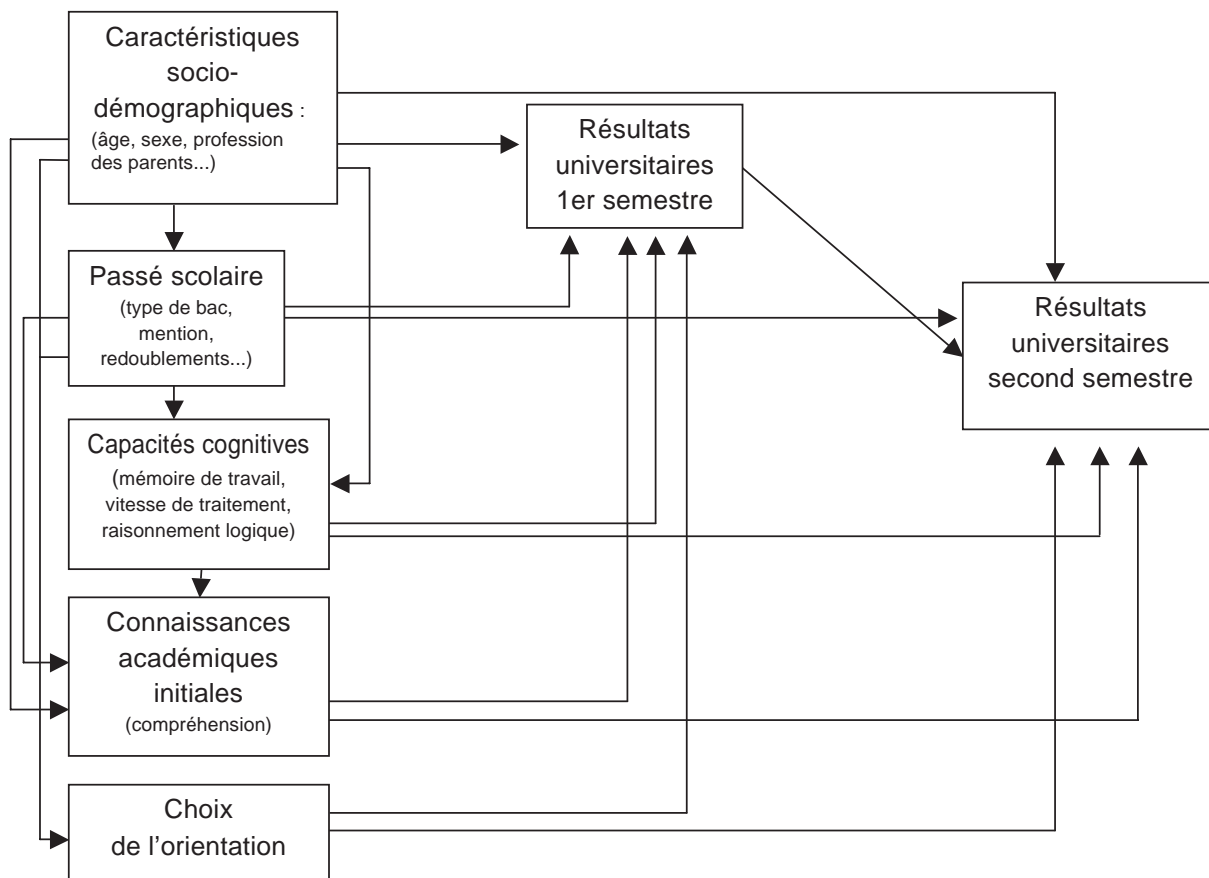 Caractéristiques
socio-
démographiques :
(âge, sexe, profession
des parents...)
Résultats
universitaires
1er semestre
Passé scolaire
(type de bac,
mention,
redoublements...)
Résultats
universitaires
second semestre
Capacités cognitives
(mémoire de travail,
vitesse de traitement,
raisonnement logique)
Connaissances
académiques
initiales
(compréhension)
Choix
de l’orientation